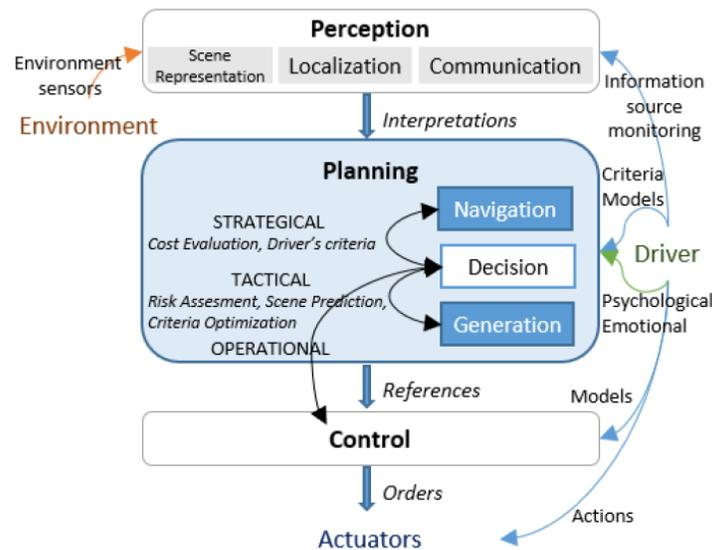 Perception
Scene
Representation
Localization
Communication
Environment
sensors
Environment
Information
source
monitoring
Interpretations
Planning
Navigation
STRATEGICAL
Cost Evaluation, Driver's criteria
Criteria
Models
Decision
Driver
TACTICAL
Risk Assesment, Scene Prediction,
Criteria Optimization
Generation
Psychological
Emotional
OPERATIONAL
References
Models
Control
Orders
Actions
Actuators